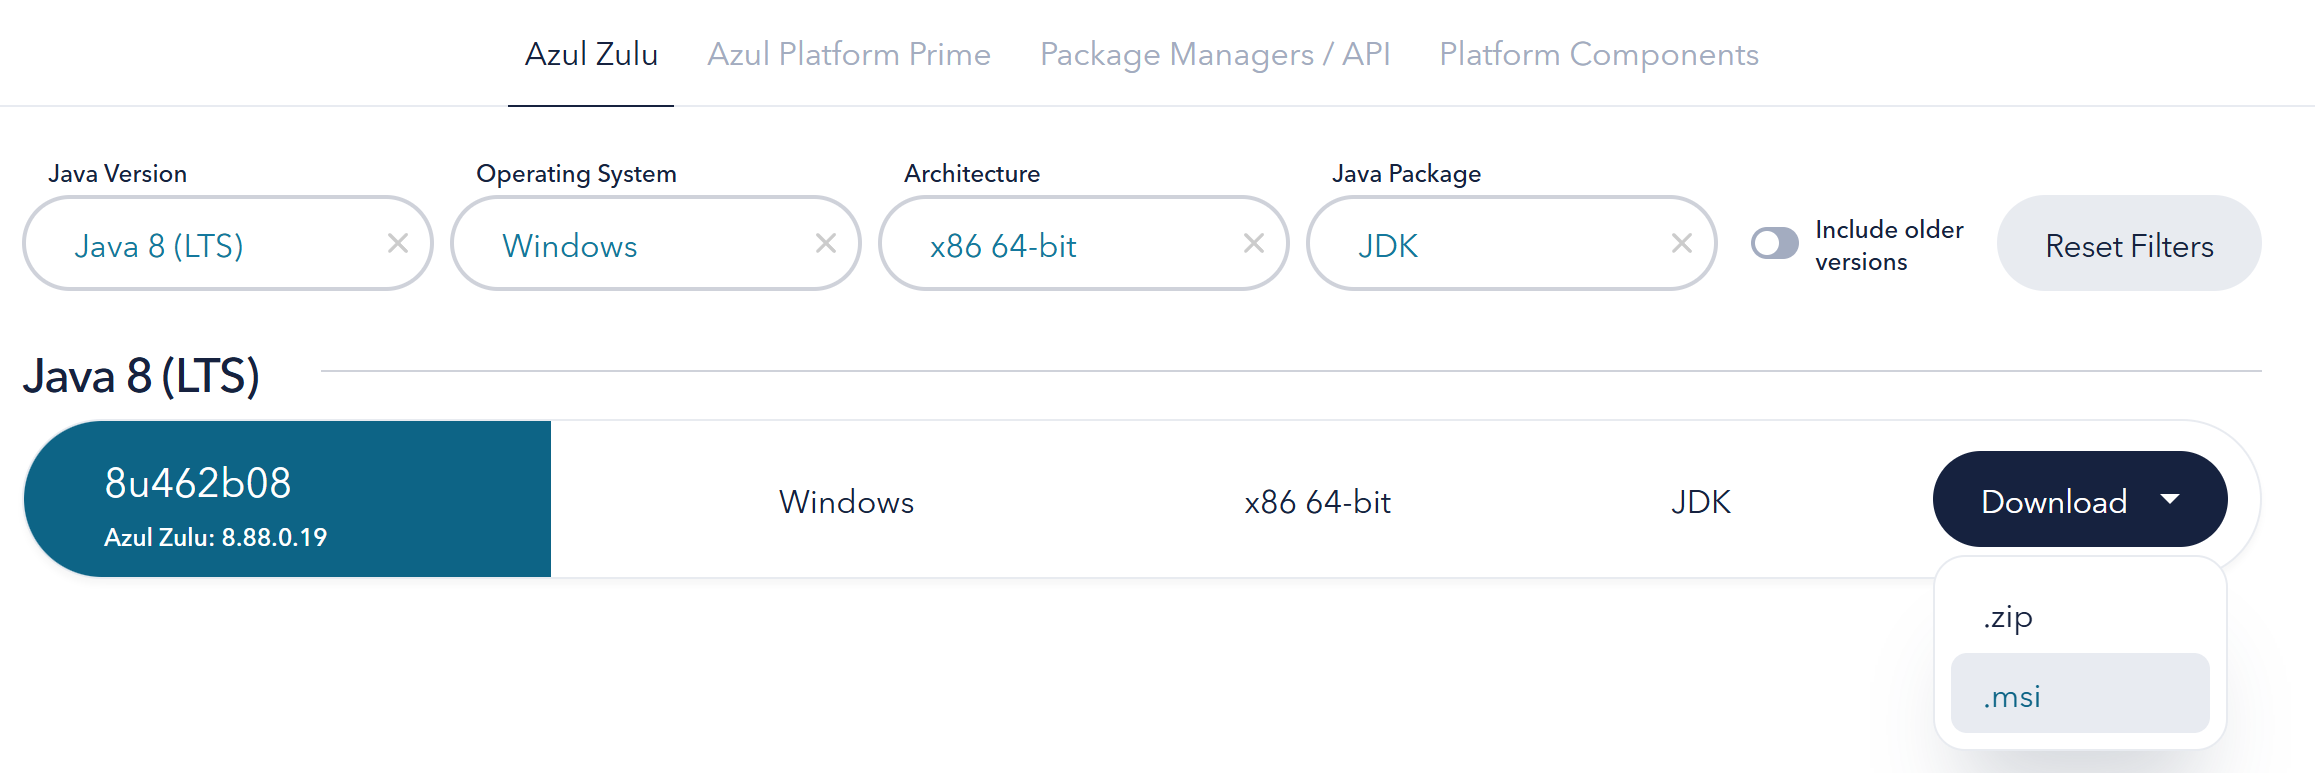 Azul Zulu Azul Platform Prime Package Managers / API Platform Components
Java Version Operating System Architecture Java Package
Java 8 (LTS) Windows x86 64-bit JDK Include older versions Reset Filters
Java 8 (LTS)
8u462b08 Windows x86 64-bit JDK Download
Azul Zulu: 8.88.0.19
.zip
.msi